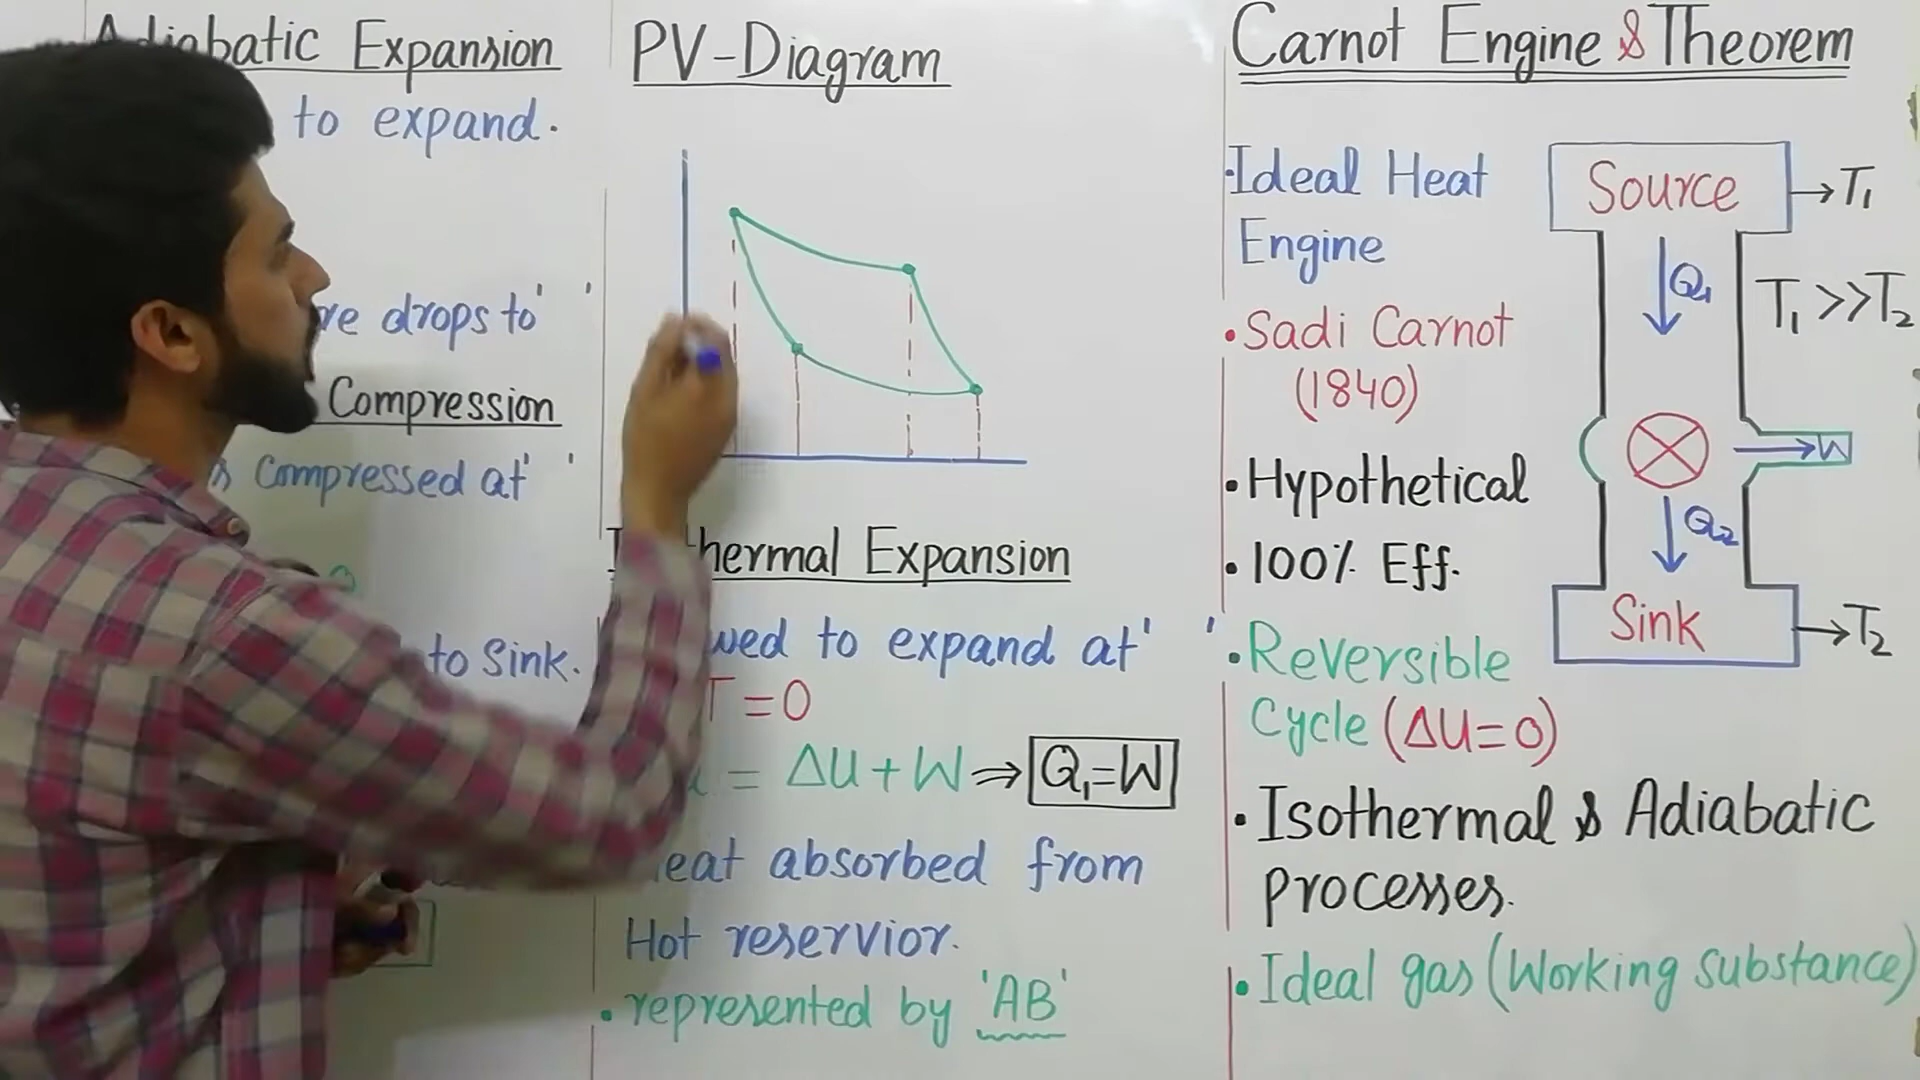 Adiabatic Expansion
to expand.
drops to' '
Compression
Compressed at' '
to Sink.
PV-Diagram
Expansion
to expand at' '
= 0
= ΔU + W ⇒ Q₁=W
absorbed from
Hot reservior.
• represented by 'AB'
Carnot Engine & Theorem
• Ideal Heat
Engine
• Sadi Carnot
(1840)
• Hypothetical
• 100% Eff.
• Reversible
Cycle (ΔU=0)
• Isothermal & Adiabatic
processes.
• Ideal gas (Working substance)
Source → T₁
Q₁
T₁ >> T₂
→ W
Q₂
Sink → T₂